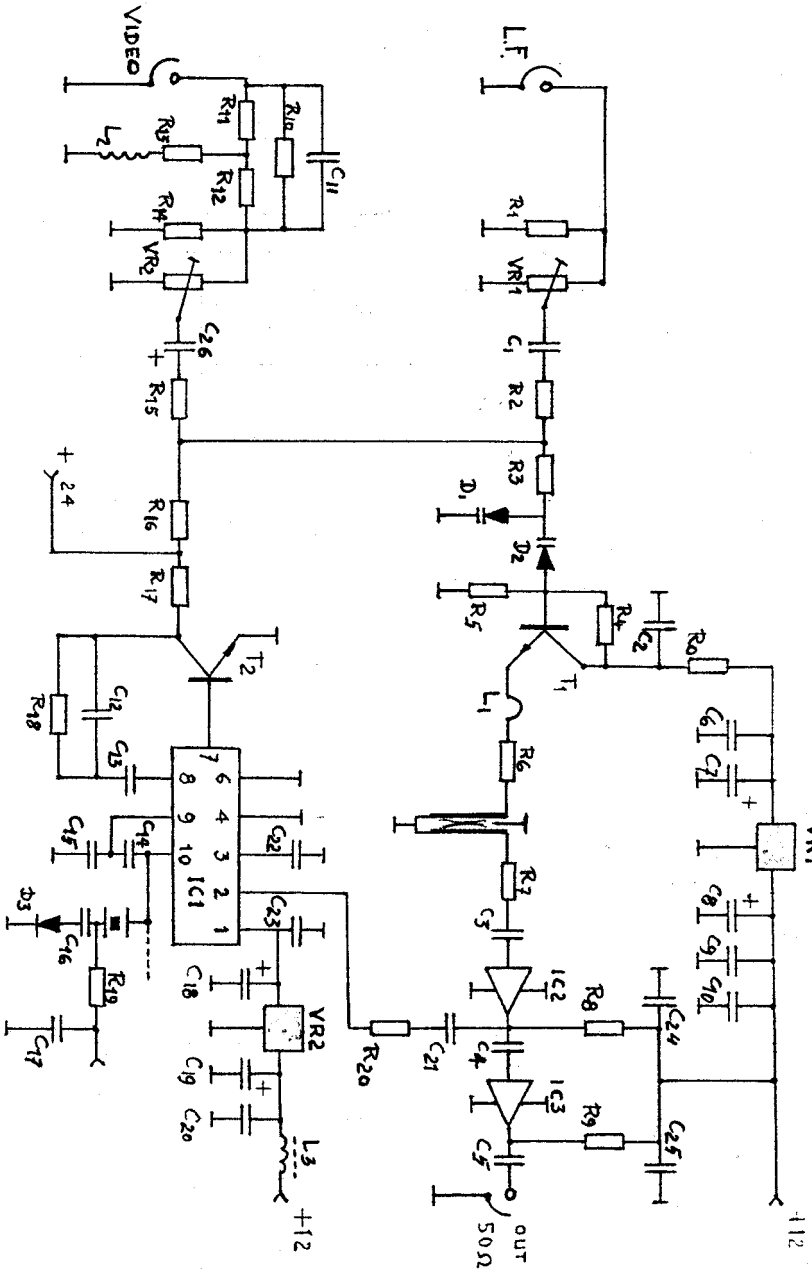 C6
C7
+
C8
+
C9
C10
+12
R0
C2
R4
T1
R8
C24
R9
C25
L.F.
R1
VR1
C1
R2
R3
D1
D2
R5
L1
R6
R7
C3
IC2
C4
IC3
C5
OUT
50Ω
R20
C21
VIDEO
R10
C11
R11
R12
R13
L2
R14
VR2
C26
+
R15
R16
+ 24
R17
T2
R18
C12
C13
7
6
4
3
2
1
8
9
10
IC1
C22
C23
C14
C15
C16
D3
R19
C17
C18
+
VR2
C19
+
C20
L3
+12